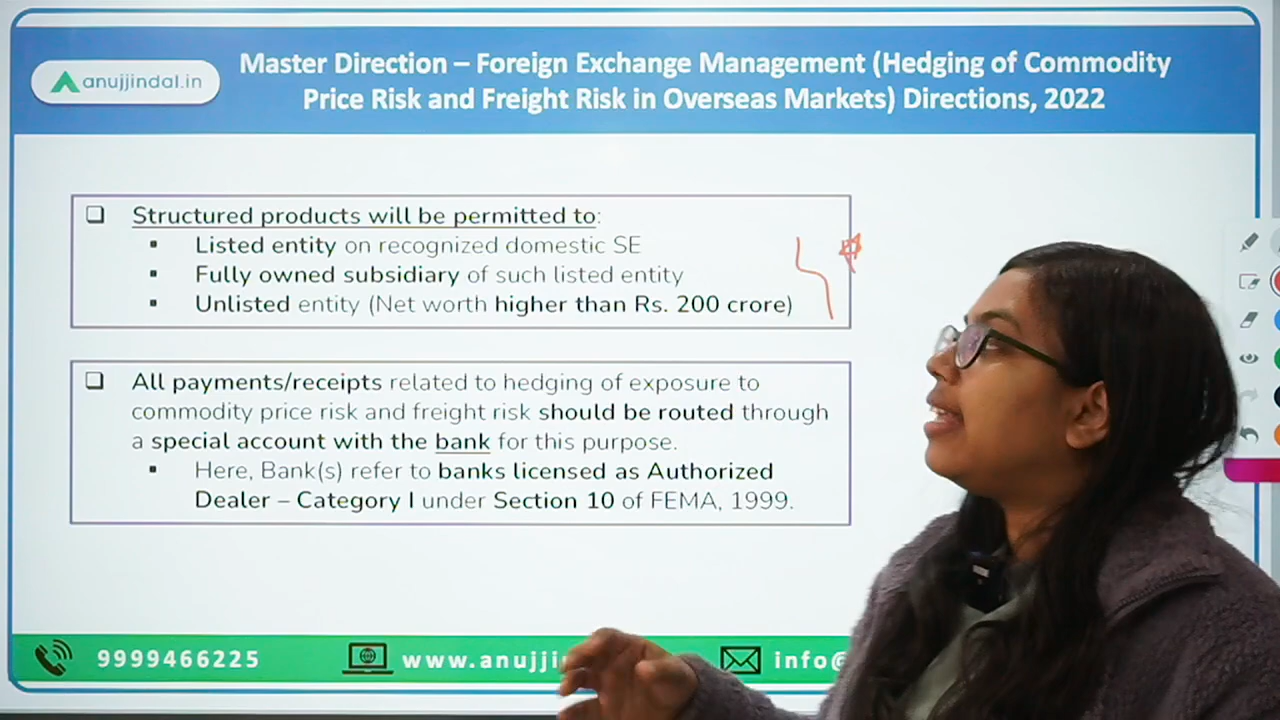 anujjindal.in
Master Direction – Foreign Exchange Management (Hedging of Commodity
Price Risk and Freight Risk in Overseas Markets) Directions, 2022
Structured products will be permitted to:
Listed entity on recognized domestic SE
Fully owned subsidiary of such listed entity
Unlisted entity (Net worth higher than Rs. 200 crore)
All payments/receipts related to hedging of exposure to
commodity price risk and freight risk should be routed through
a special account with the bank for this purpose.
Here, Bank(s) refer to banks licensed as Authorized
Dealer – Category I under Section 10 of FEMA, 1999.
9999466225